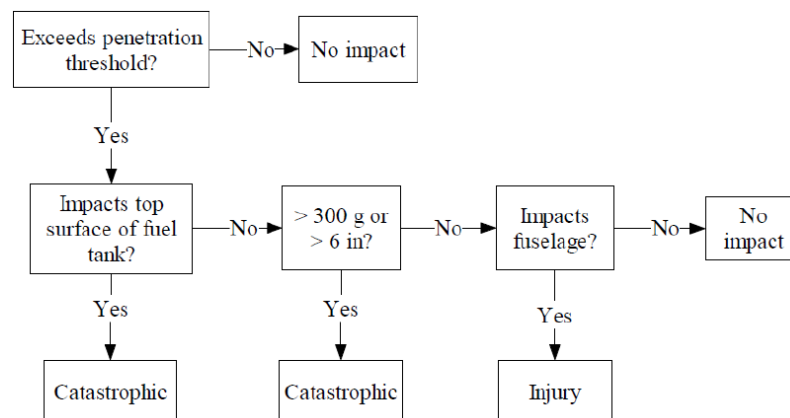 Exceeds penetration
threshold?
No
No impact
Yes
Impacts top
surface of fuel
tank?
No
> 300 g or
> 6 in?
No
Impacts
fuselage?
No
No
impact
Yes
Yes
Yes
Catastrophic
Catastrophic
Injury